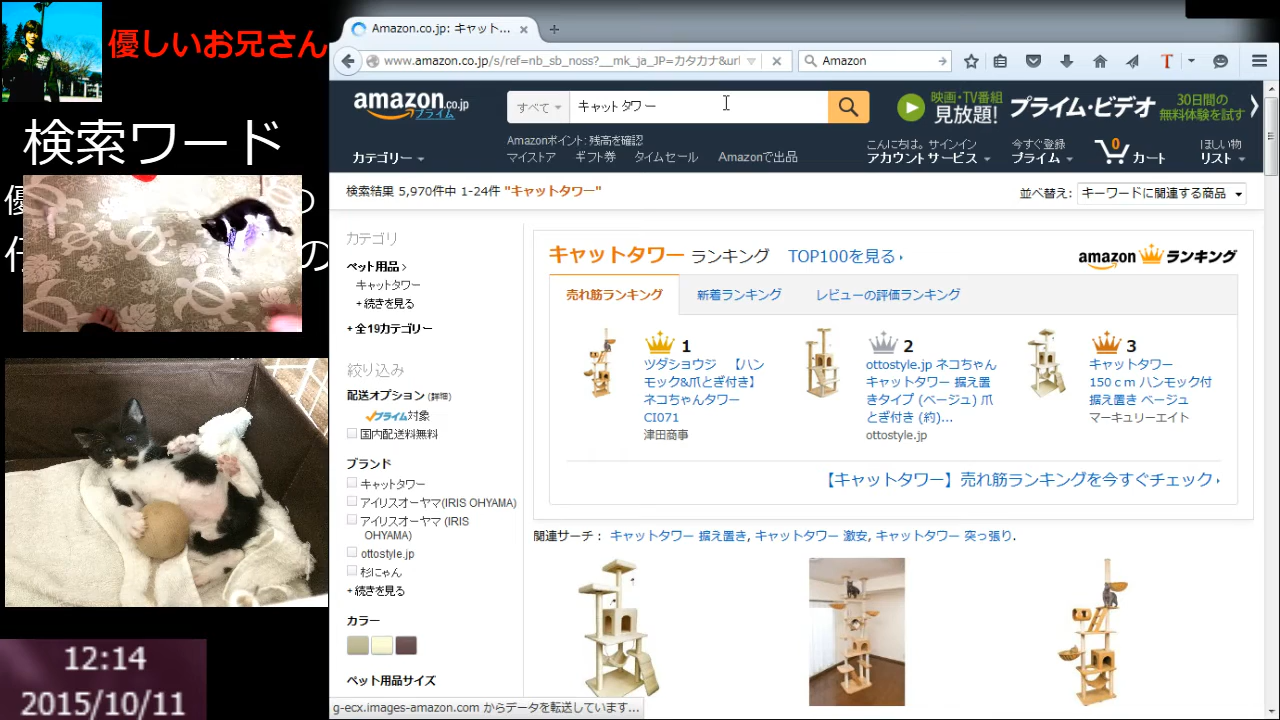 優しいお兄さん
検索ワード
12:14
2015/10/11
Amazon.co.jp: キャット...
www.amazon.co.jp/s/ref=nb_sb_noss?__mk_ja_JP=カタカナ&url
Amazon
amazon.co.jp
プライム
すべて
キャットタワー
映画・TV番組
見放題!
プライム・ビデオ
30日間の
無料体験を試す
Amazonポイント: 残高を確認
カテゴリー
マイストア ギフト券 タイムセール Amazonで出品
こんにちは。サインイン
アカウントサービス
今すぐ登録
プライム
0
カート
ほしい物
リスト
検索結果 5,970件中 1-24件 "キャットタワー"
並べ替え: キーワードに関連する商品
カテゴリ
ペット用品
キャットタワー
+続きを見る
+全19カテゴリー
絞り込み
配送オプション (詳細)
プライム対象
国内配送料無料
ブランド
キャットタワー
アイリスオーヤマ(IRIS OHYAMA)
アイリスオーヤマ (IRIS
OHYAMA)
ottostyle.jp
杉にゃん
+続きを見る
カラー
ペット用品サイズ
キャットタワー ランキング TOP100を見る
amazon ランキング
売れ筋ランキング 新着ランキング レビューの評価ランキング
1
ツダショウジ 【ハン
モック&爪とぎ付き】
ネコちゃんタワー
CI071
津田商事
2
ottostyle.jp ネコちゃん
キャットタワー 据え置
きタイプ (ベージュ) 爪
とぎ付き (約)...
ottostyle.jp
3
キャットタワー
150ｃｍ ハンモック付
据え置き ベージュ
マーキュリーエイト
【キャットタワー】売れ筋ランキングを今すぐチェック
関連サーチ： キャットタワー 据え置き, キャットタワー 激安, キャットタワー 突っ張り.
g-ecx.images-amazon.com からデータを転送しています...